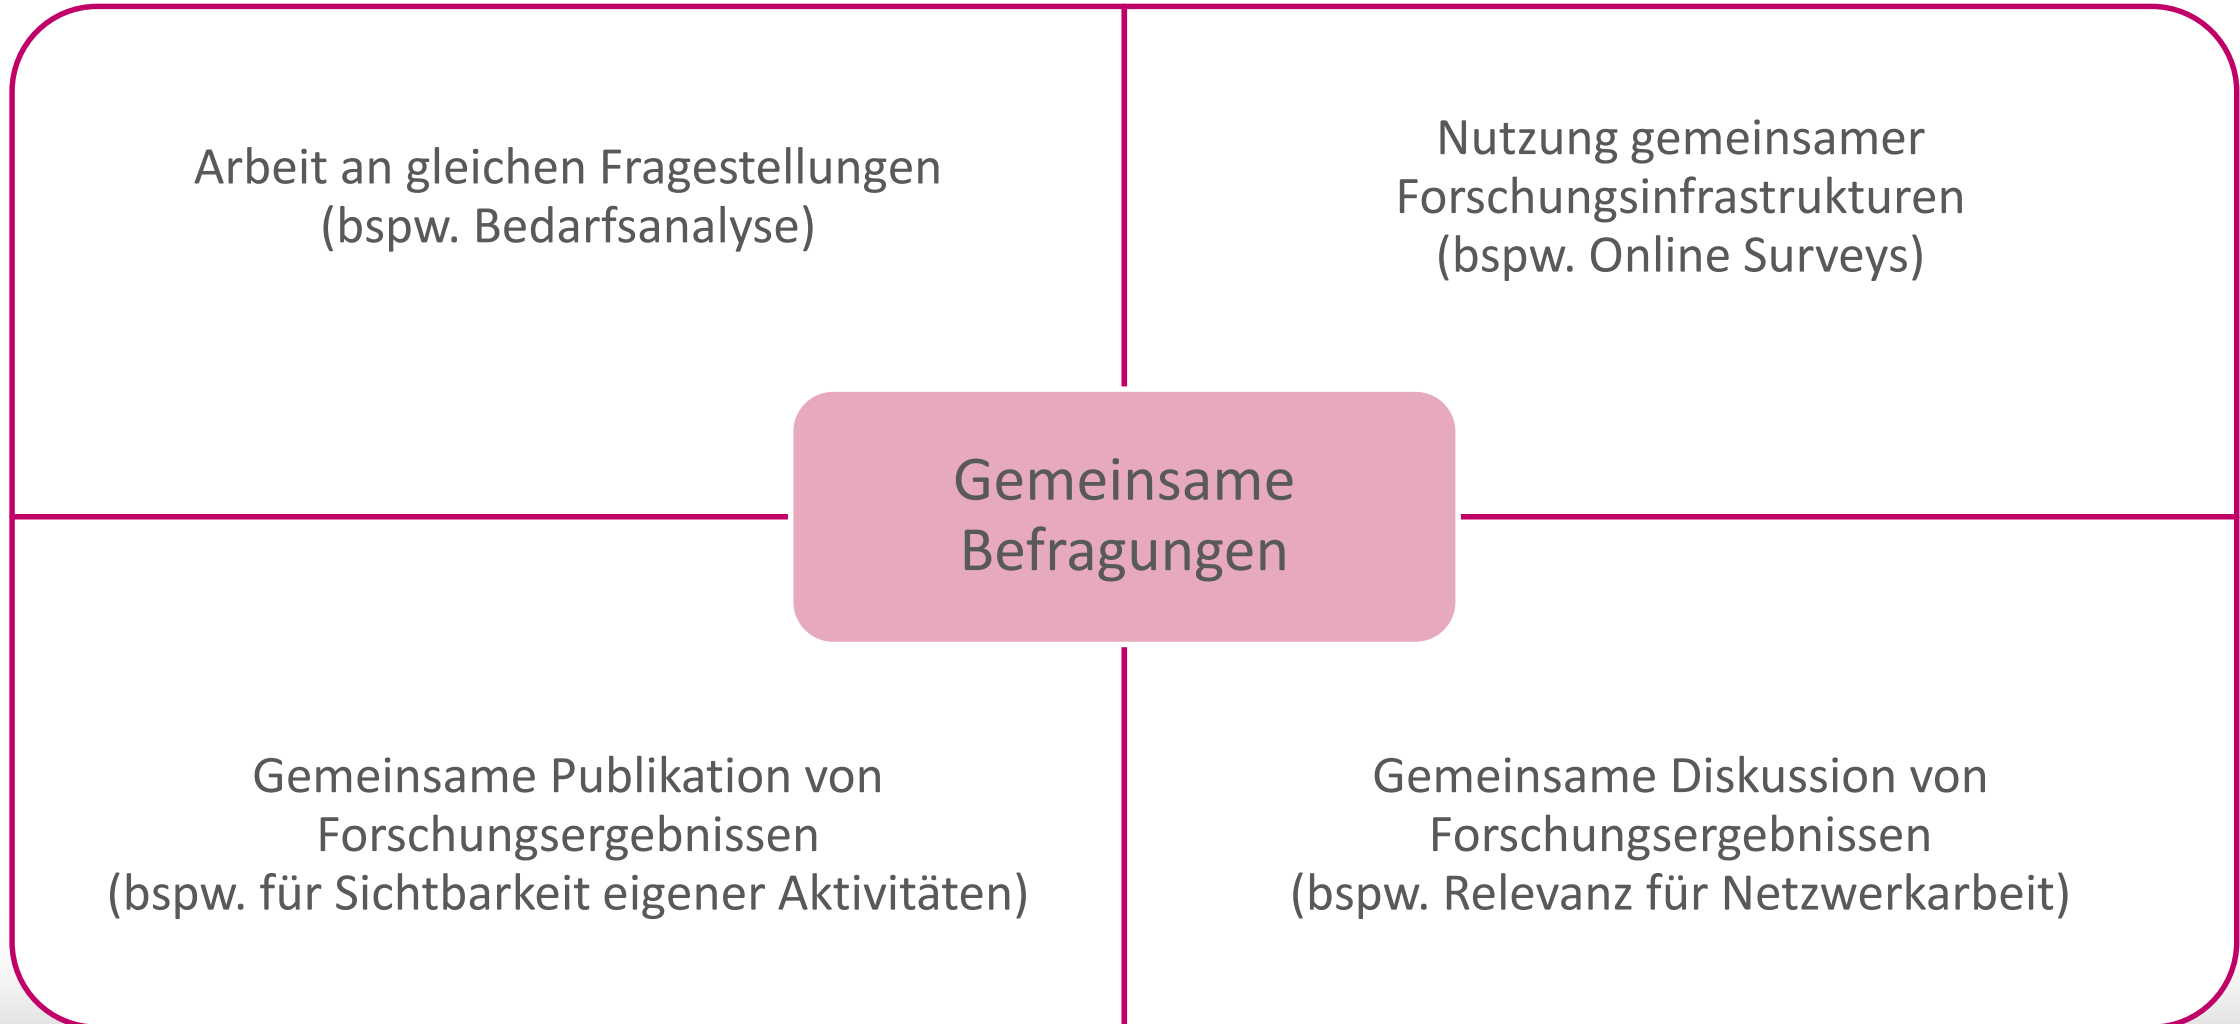 Arbeit an gleichen Fragestellungen
(bspw. Bedarfsanalyse)
Nutzung gemeinsamer
Forschungsinfrastrukturen
(bspw. Online Surveys)
Gemeinsame
Befragungen
Gemeinsame Publikation von
Forschungsergebnissen
(bspw. für Sichtbarkeit eigener Aktivitäten)
Gemeinsame Diskussion von
Forschungsergebnissen
(bspw. Relevanz für Netzwerkarbeit)